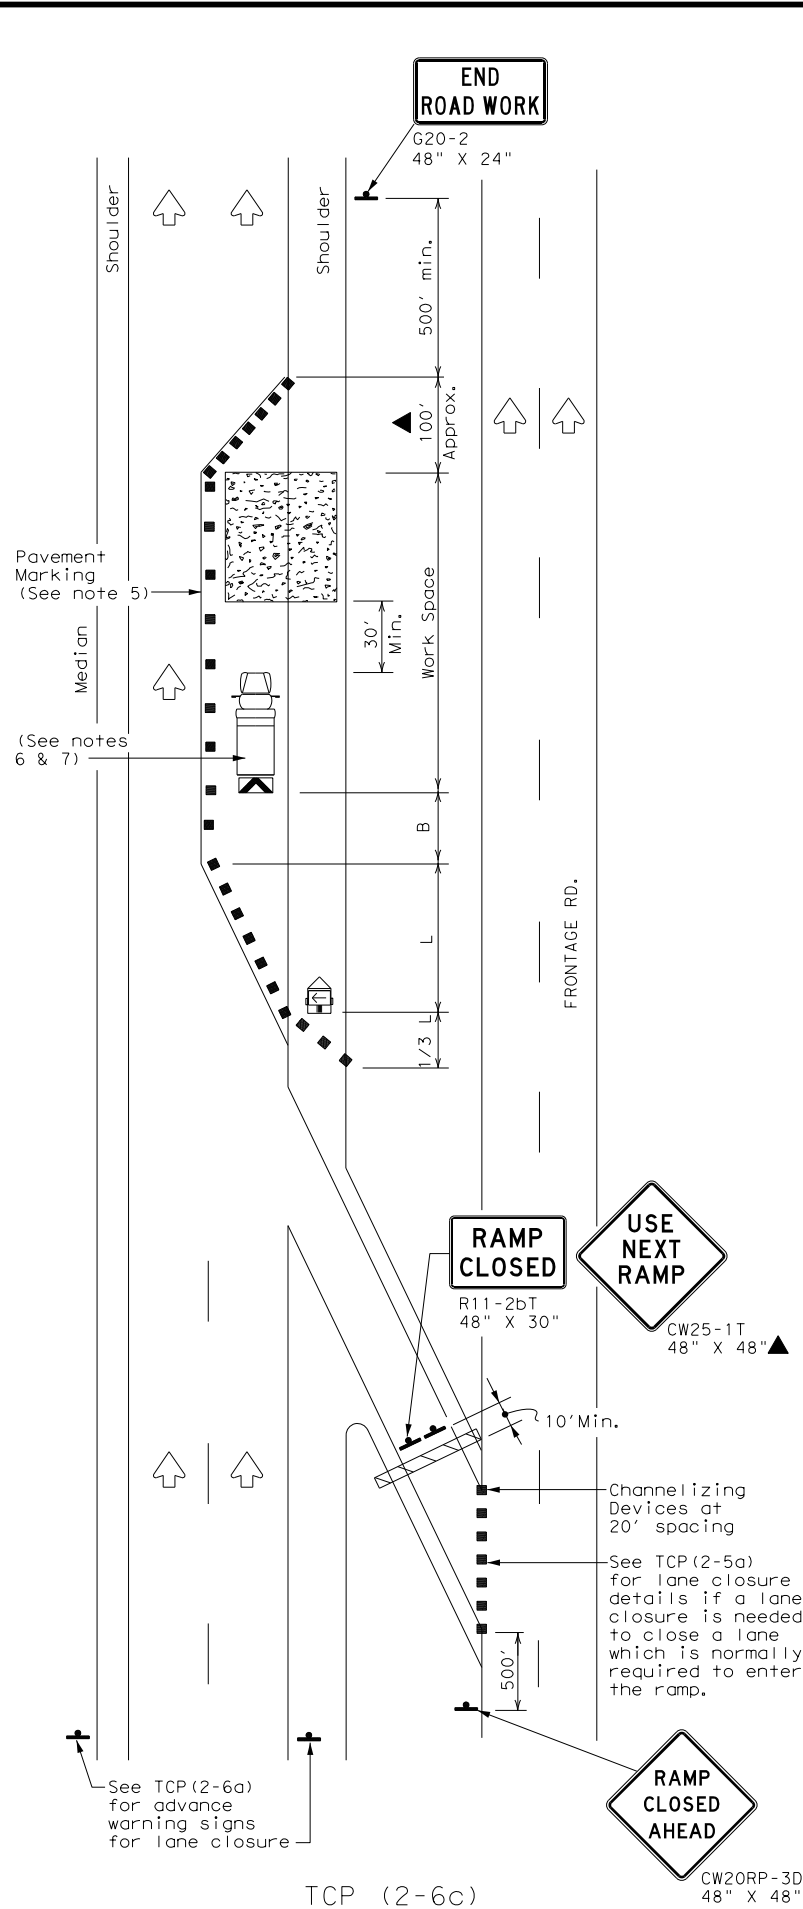 END
ROAD WORK
G20-2
48" X 24"
Shoulder
Shoulder
500' min.
100'
Approx.
Pavement
Marking
(See note 5)
30'
Min.
Work Space
Median
(See notes
6 & 7)
B
L
FRONTAGE RD.
1/3 L
RAMP
CLOSED
R11-2bT
48" X 30"
USE
NEXT
RAMP
CW25-1T
48" X 48"▲
10'Min.
Channelizing
Devices at
20' spacing
See TCP(2-5a)
for lane closure
details if a lane
closure is needed
to close a lane
which is normally
required to enter
the ramp.
500'
See TCP(2-6a)
for advance
warning signs
for lane closure
RAMP
CLOSED
AHEAD
CW20RP-3D
48" X 48"
TCP (2-6c)